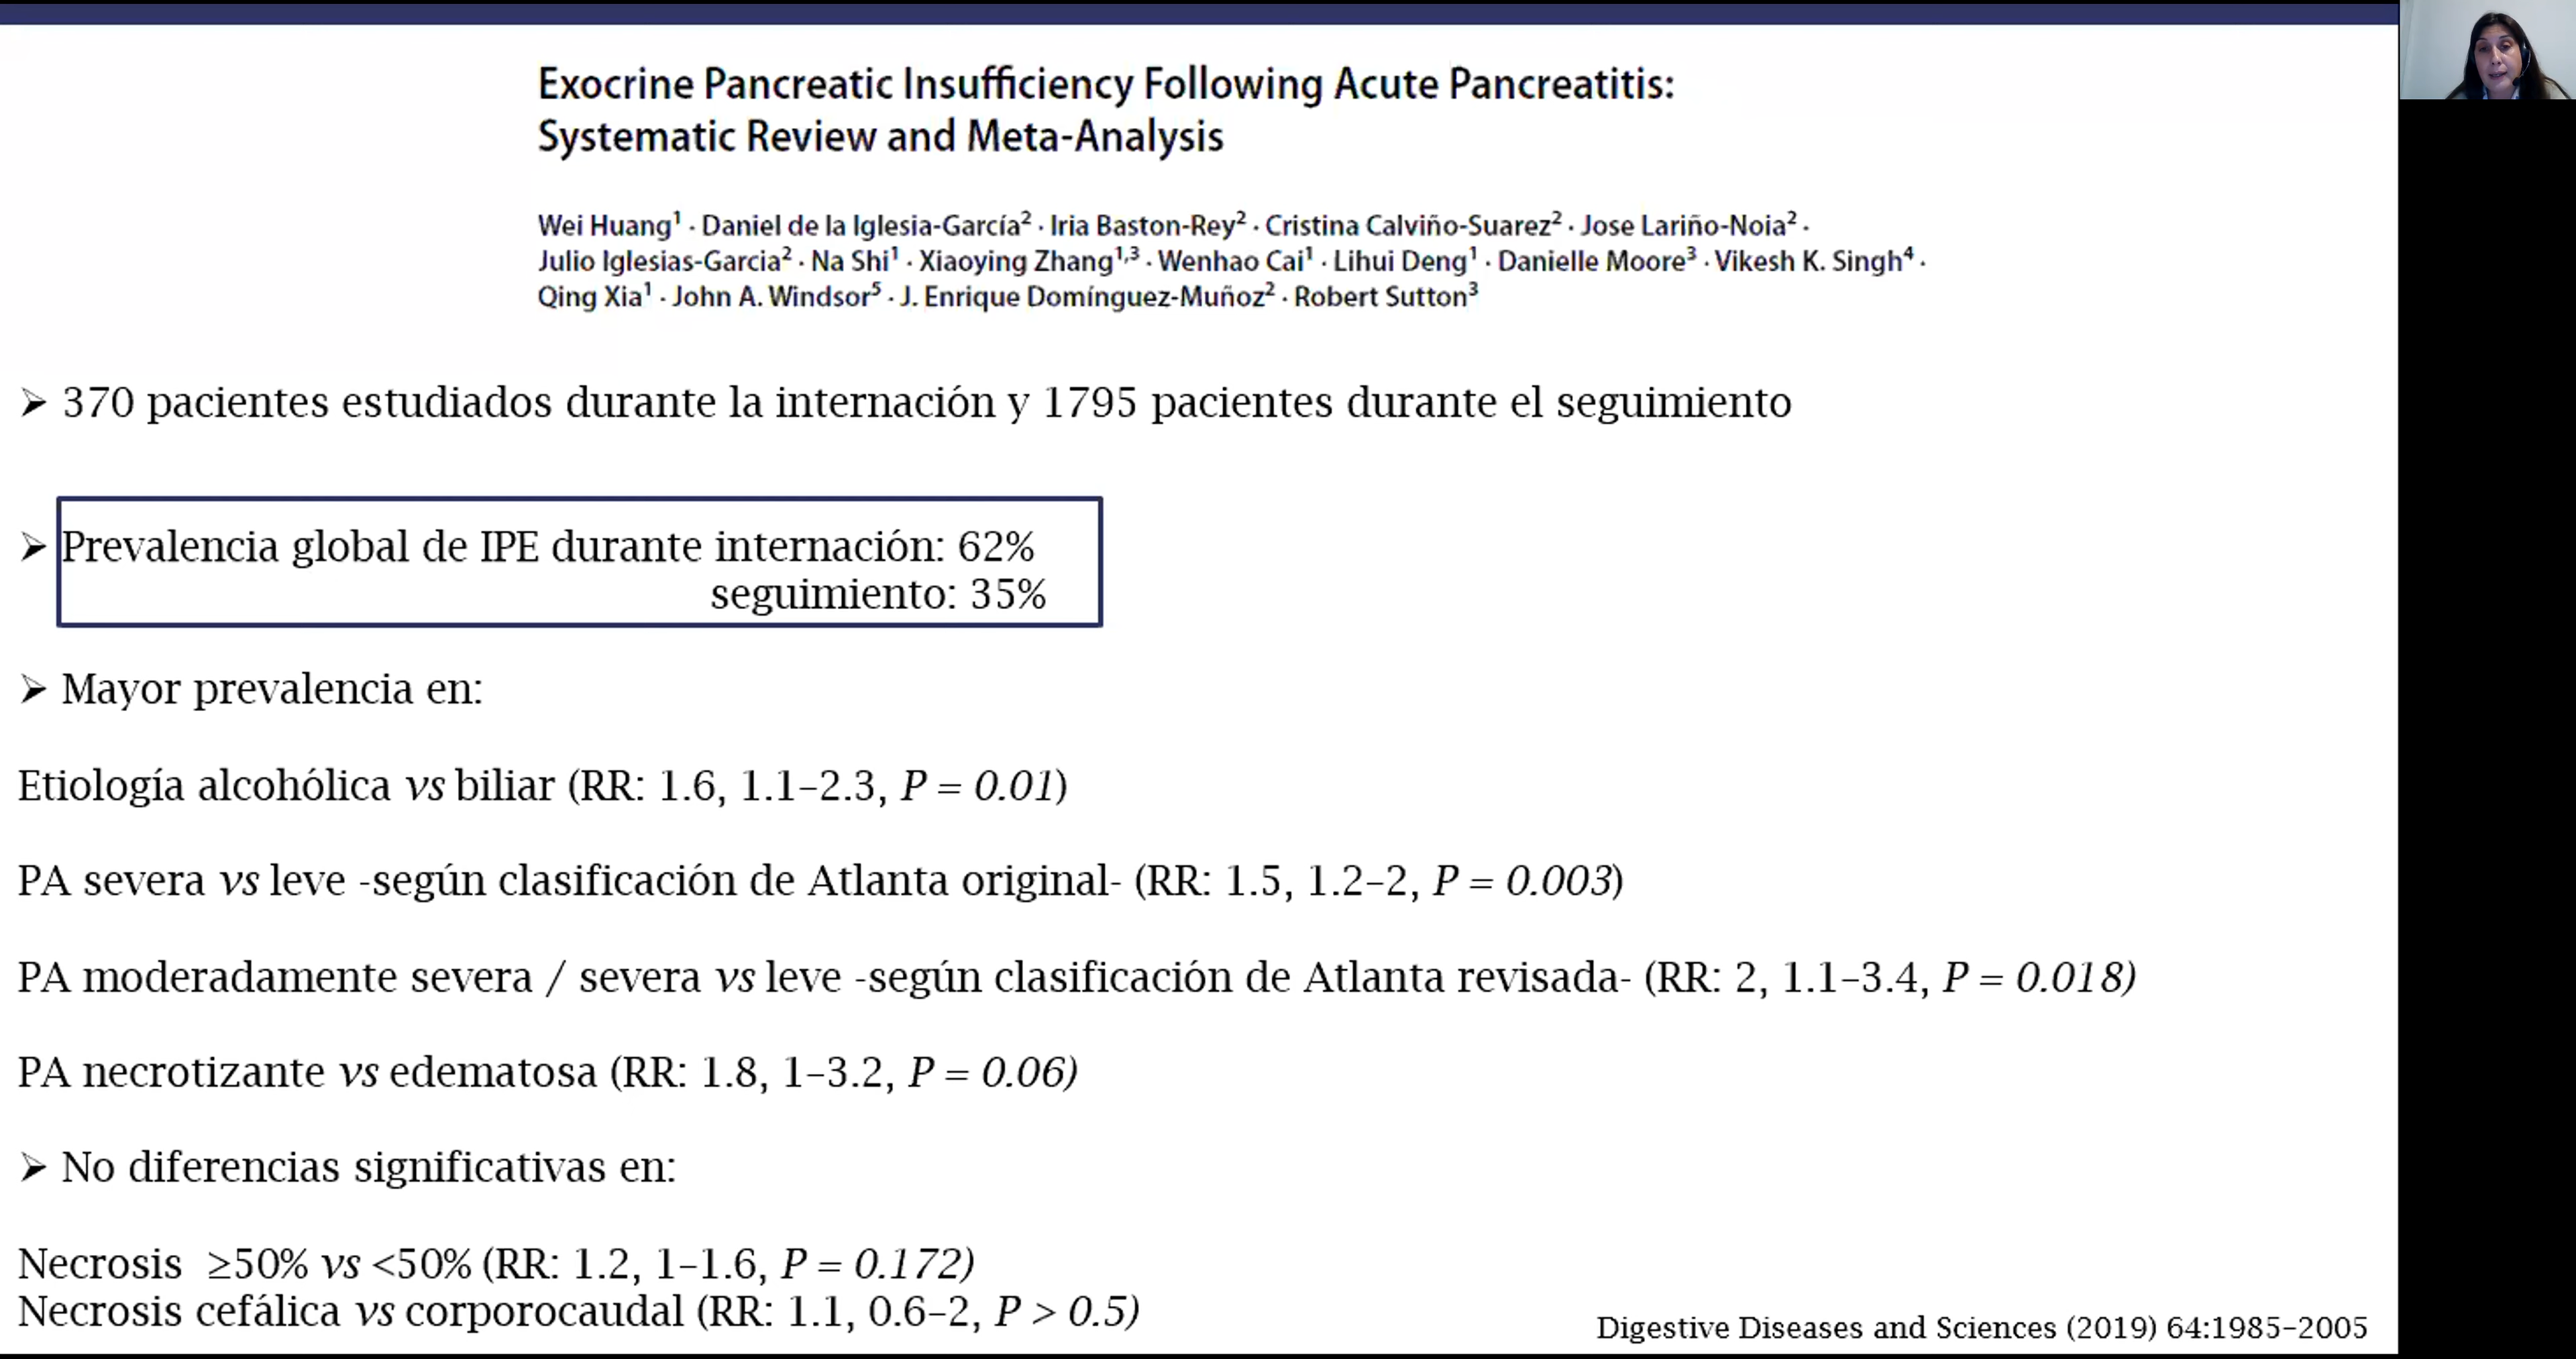 Exocrine Pancreatic Insufficiency Following Acute Pancreatitis:
Systematic Review and Meta-Analysis
Wei Huang¹ · Daniel de la Iglesia-García² · Iria Baston-Rey² · Cristina Calviño-Suarez² · Jose Lariño-Noia² ·
Julio Iglesias-Garcia² · Na Shi¹ · Xiaoying Zhang¹,³ · Wenhao Cai¹ · Lihui Deng¹ · Danielle Moore³ · Vikesh K. Singh⁴ ·
Qing Xia¹ · John A. Windsor⁵ · J. Enrique Domínguez-Muñoz² · Robert Sutton³
➢ 370 pacientes estudiados durante la internación y 1795 pacientes durante el seguimiento
➢ Prevalencia global de IPE durante internación: 62%
seguimiento: 35%
➢ Mayor prevalencia en:
Etiología alcohólica vs biliar (RR: 1.6, 1.1–2.3, P = 0.01)
PA severa vs leve -según clasificación de Atlanta original- (RR: 1.5, 1.2–2, P = 0.003)
PA moderadamente severa / severa vs leve -según clasificación de Atlanta revisada- (RR: 2, 1.1–3.4, P = 0.018)
PA necrotizante vs edematosa (RR: 1.8, 1–3.2, P = 0.06)
➢ No diferencias significativas en:
Necrosis ≥50% vs <50% (RR: 1.2, 1–1.6, P = 0.172)
Necrosis cefálica vs corporocaudal (RR: 1.1, 0.6–2, P > 0.5)
Digestive Diseases and Sciences (2019) 64:1985–2005